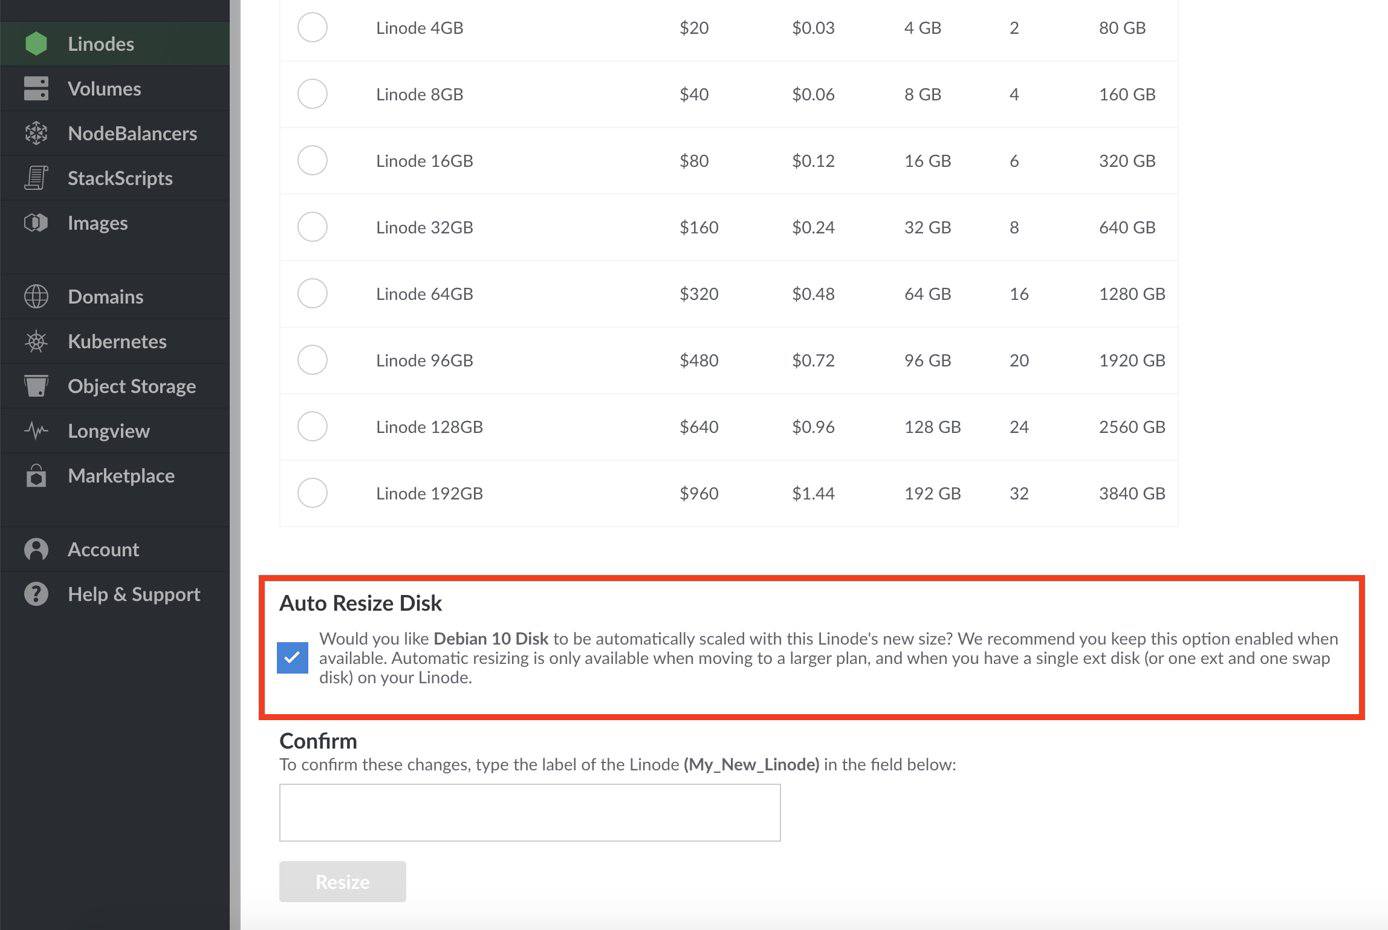 Linodes
Volumes
NodeBalancers
StackScripts
Images
Domains
Kubernetes
Object Storage
Longview
Marketplace
Account
? Help & Support
Linode 4GB $20 $0.03 4 GB 2 80 GB
Linode 8GB $40 $0.06 8 GB 4 160 GB
Linode 16GB $80 $0.12 16 GB 6 320 GB
Linode 32GB $160 $0.24 32 GB 8 640 GB
Linode 64GB $320 $0.48 64 GB 16 1280 GB
Linode 96GB $480 $0.72 96 GB 20 1920 GB
Linode 128GB $640 $0.96 128 GB 24 2560 GB
Linode 192GB $960 $1.44 192 GB 32 3840 GB
Auto Resize Disk
Would you like Debian 10 Disk to be automatically scaled with this Linode's new size? We recommend you keep this option enabled when
available. Automatic resizing is only available when moving to a larger plan, and when you have a single ext disk (or one ext and one swap
disk) on your Linode.
Confirm
To confirm these changes, type the label of the Linode (My_New_Linode) in the field below:
Resize